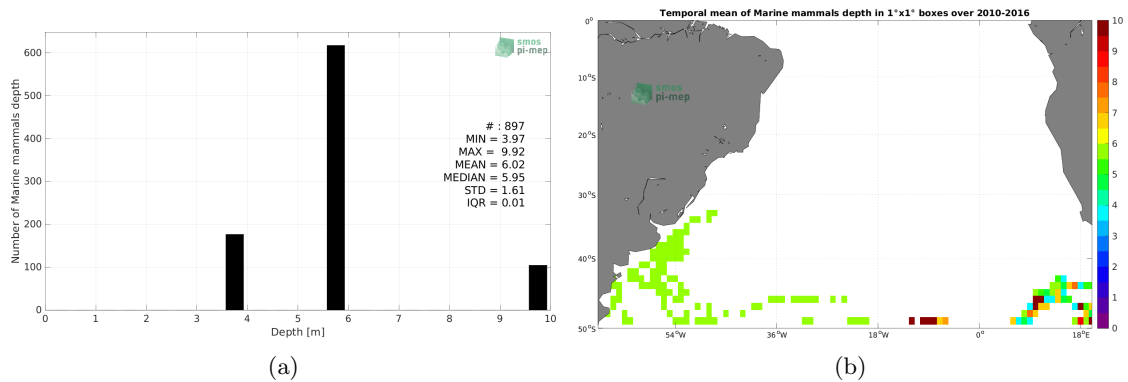 smos
pi-mep
Number of Marine mammals depth
600
500
400
300
200
100
0
# : 897
MIN = 3.97
MAX = 9.92
MEAN = 6.02
MEDIAN = 5.95
STD = 1.61
IQR = 0.01
0 1 2 3 4 5 6 7 8 9 10
Depth [m]
(a)
Temporal mean of Marine mammals depth in 1°x1° boxes over 2010-2016
smos
pi-mep
0°
10°S
20°S
30°S
40°S
50°S
54°W 36°W 18°W 0° 18°E
10
9
8
7
6
5
4
3
2
1
0
(b)